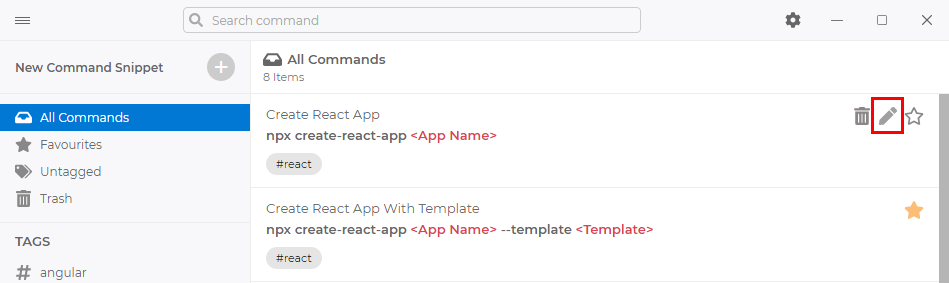 Search command
New Command Snippet
All Commands
Favourites
Untagged
Trash
TAGS
# angular
All Commands
8 Items
Create React App
npx create-react-app <App Name>
#react
Create React App With Template
npx create-react-app <App Name> --template <Template>
#react